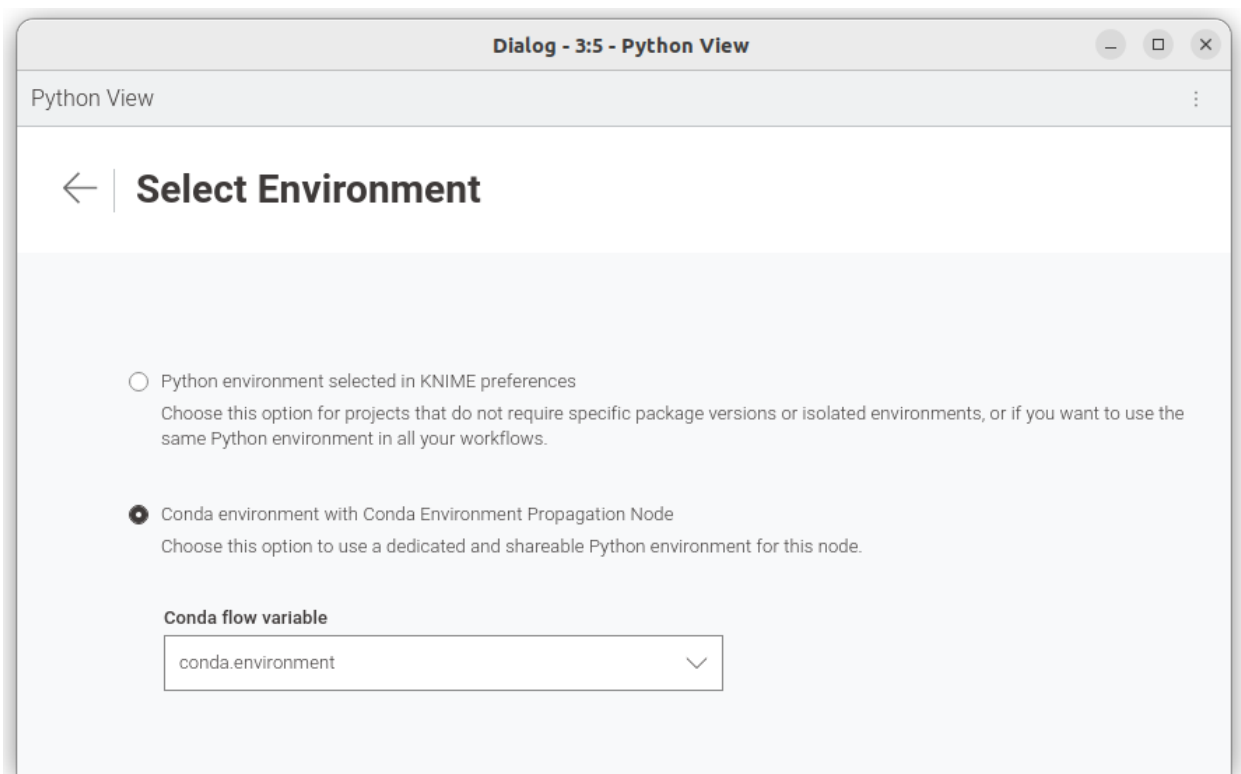 Dialog - 3:5 - Python View
Python View
Select Environment
Python environment selected in KNIME preferences
Choose this option for projects that do not require specific package versions or isolated environments, or if you want to use the
same Python environment in all your workflows.
Conda environment with Conda Environment Propagation Node
Choose this option to use a dedicated and shareable Python environment for this node.
Conda flow variable
conda.environment